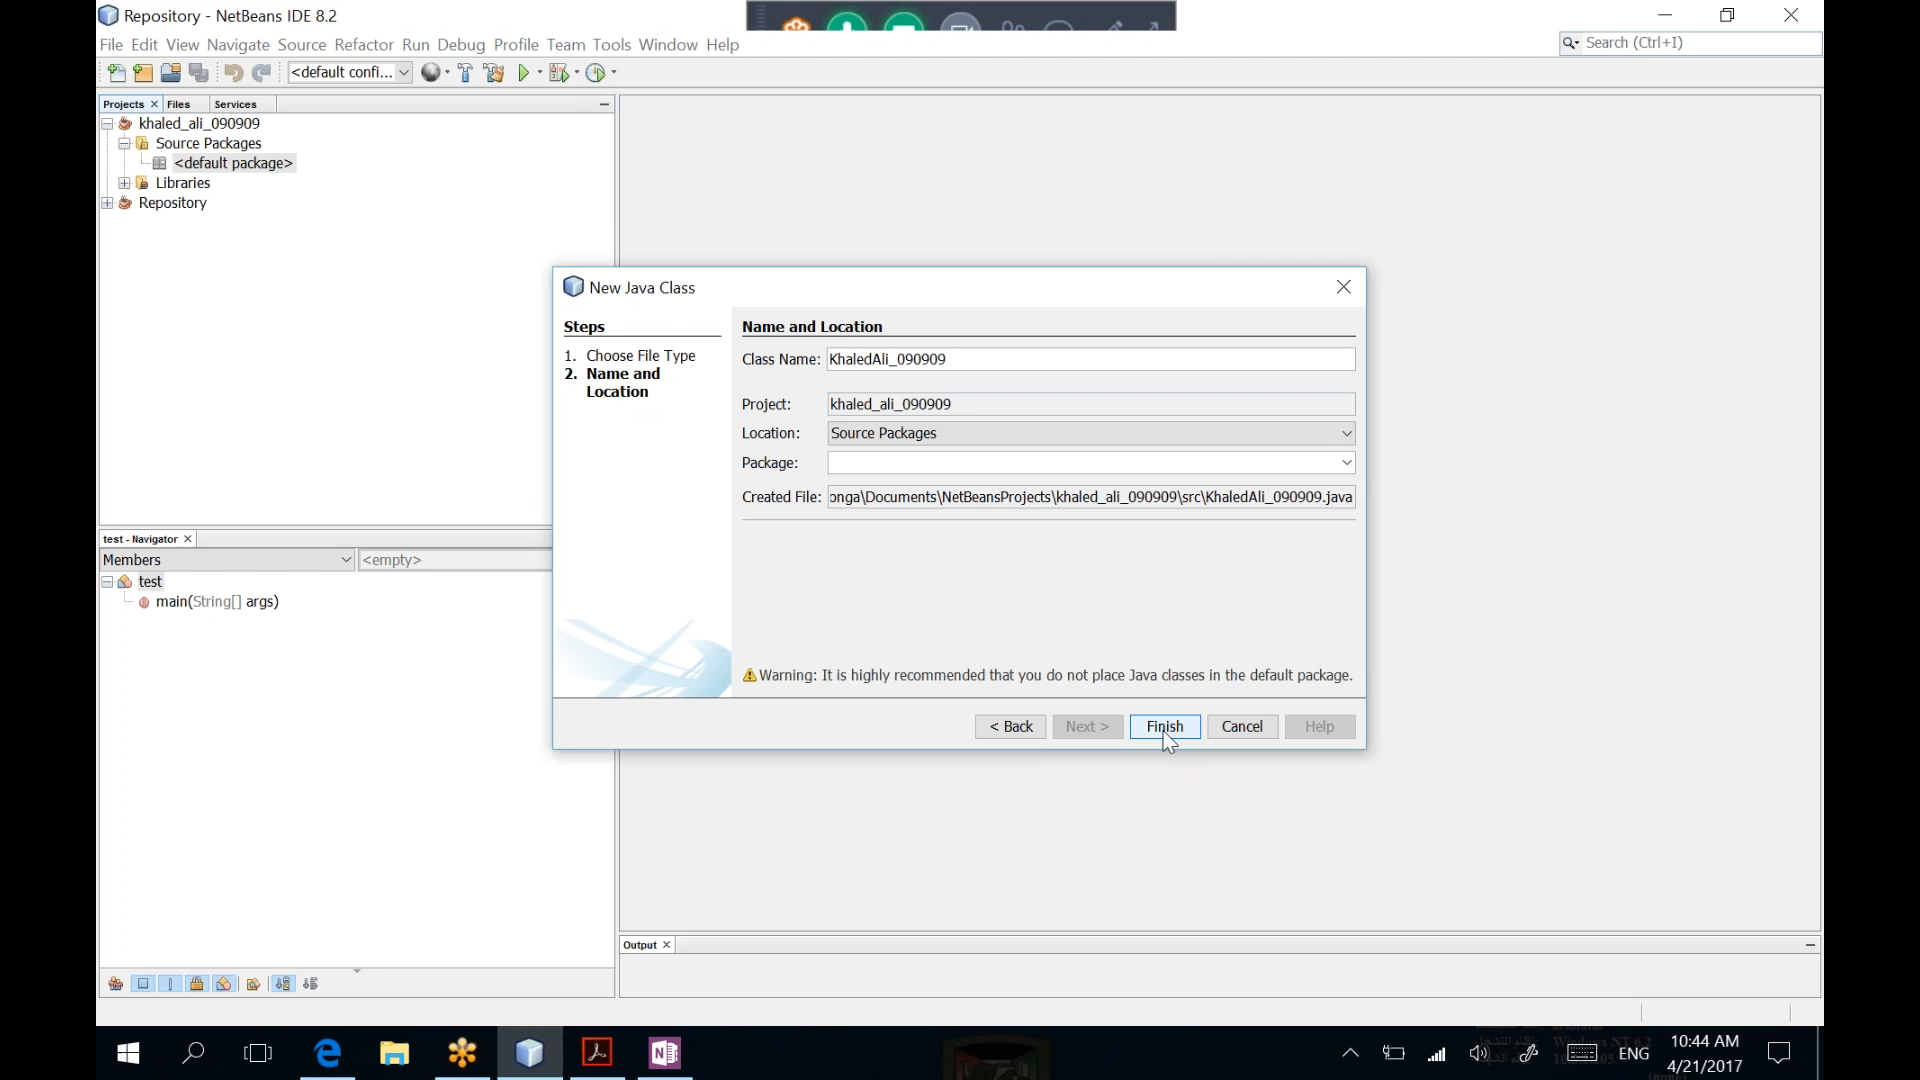 Repository - NetBeans IDE 8.2
File Edit View Navigate Source Refactor Run Debug Profile Team Tools Window Help
Search (Ctrl+I)
<default confi...
Projects Files Services
khaled_ali_090909
Source Packages
<default package>
Libraries
Repository
New Java Class
Steps
1. Choose File Type
2. Name and
Location
Name and Location
Class Name: KhaledAli_090909
Project: khaled_ali_090909
Location: Source Packages
Package:
Created File: onga\Documents\NetBeansProjects\khaled_ali_090909\src\KhaledAli_090909.java
Warning: It is highly recommended that you do not place Java classes in the default package.
< Back Next > Finish Cancel Help
test - Navigator
Members <empty>
test
main(String[] args)
Output
ENG
10:44 AM
4/21/2017